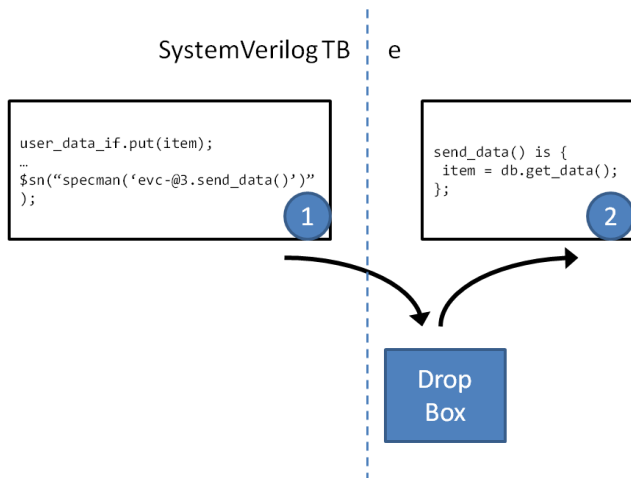 SystemVerilog TB
e
user_data_if.put(item);
…
$sn(“specman(‘evc-@3.send_data()’)”
);
1
send_data() is {
item = db.get_data();
};
2
Drop
Box